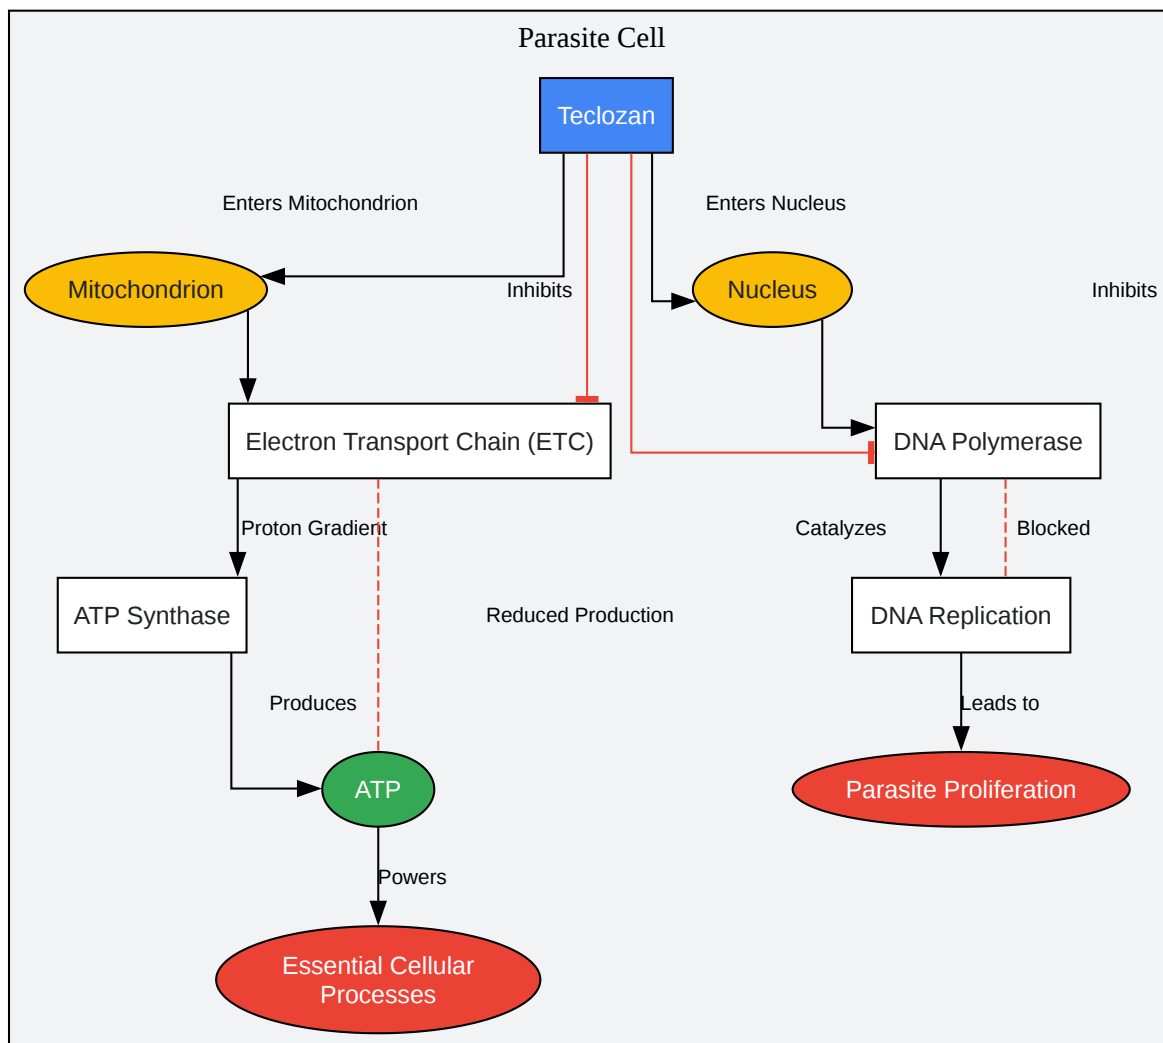 Parasite Cell
Teclozan
Enters Mitochondrion
Enters Nucleus
Mitochondrion
Inhibits
Nucleus
Inhibits
Electron Transport Chain (ETC)
DNA Polymerase
Proton Gradient
Catalyzes
Blocked
ATP Synthase
Reduced Production
DNA Replication
Produces
Leads to
ATP
Parasite Proliferation
Powers
Essential Cellular
Processes